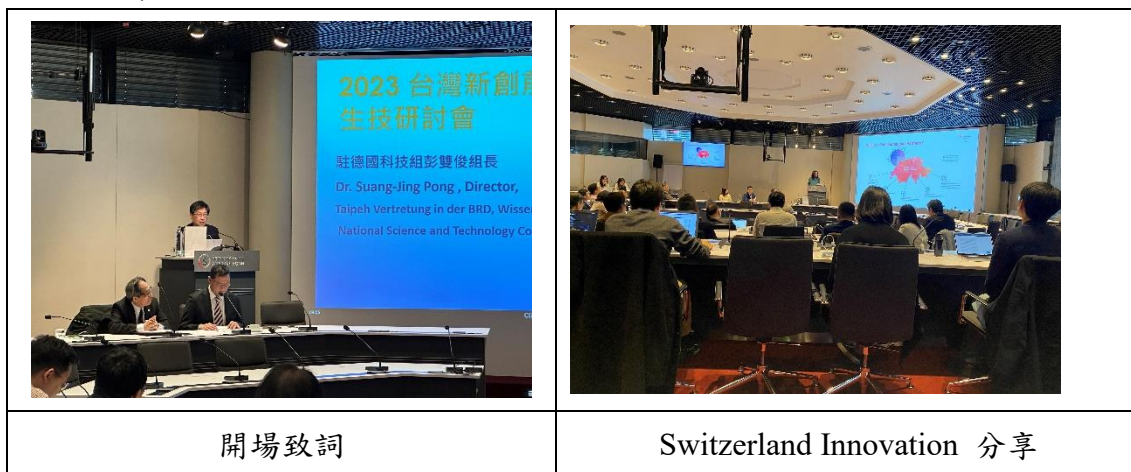 2023 台灣新創
生技研討會
駐德國科技組彭雙俊組長
Dr. Suang-Jing Pong , Director,
Taipeh Vertretung in der BRD,
National Science and Technology
開場致詞
Switzerland Innovation 分享